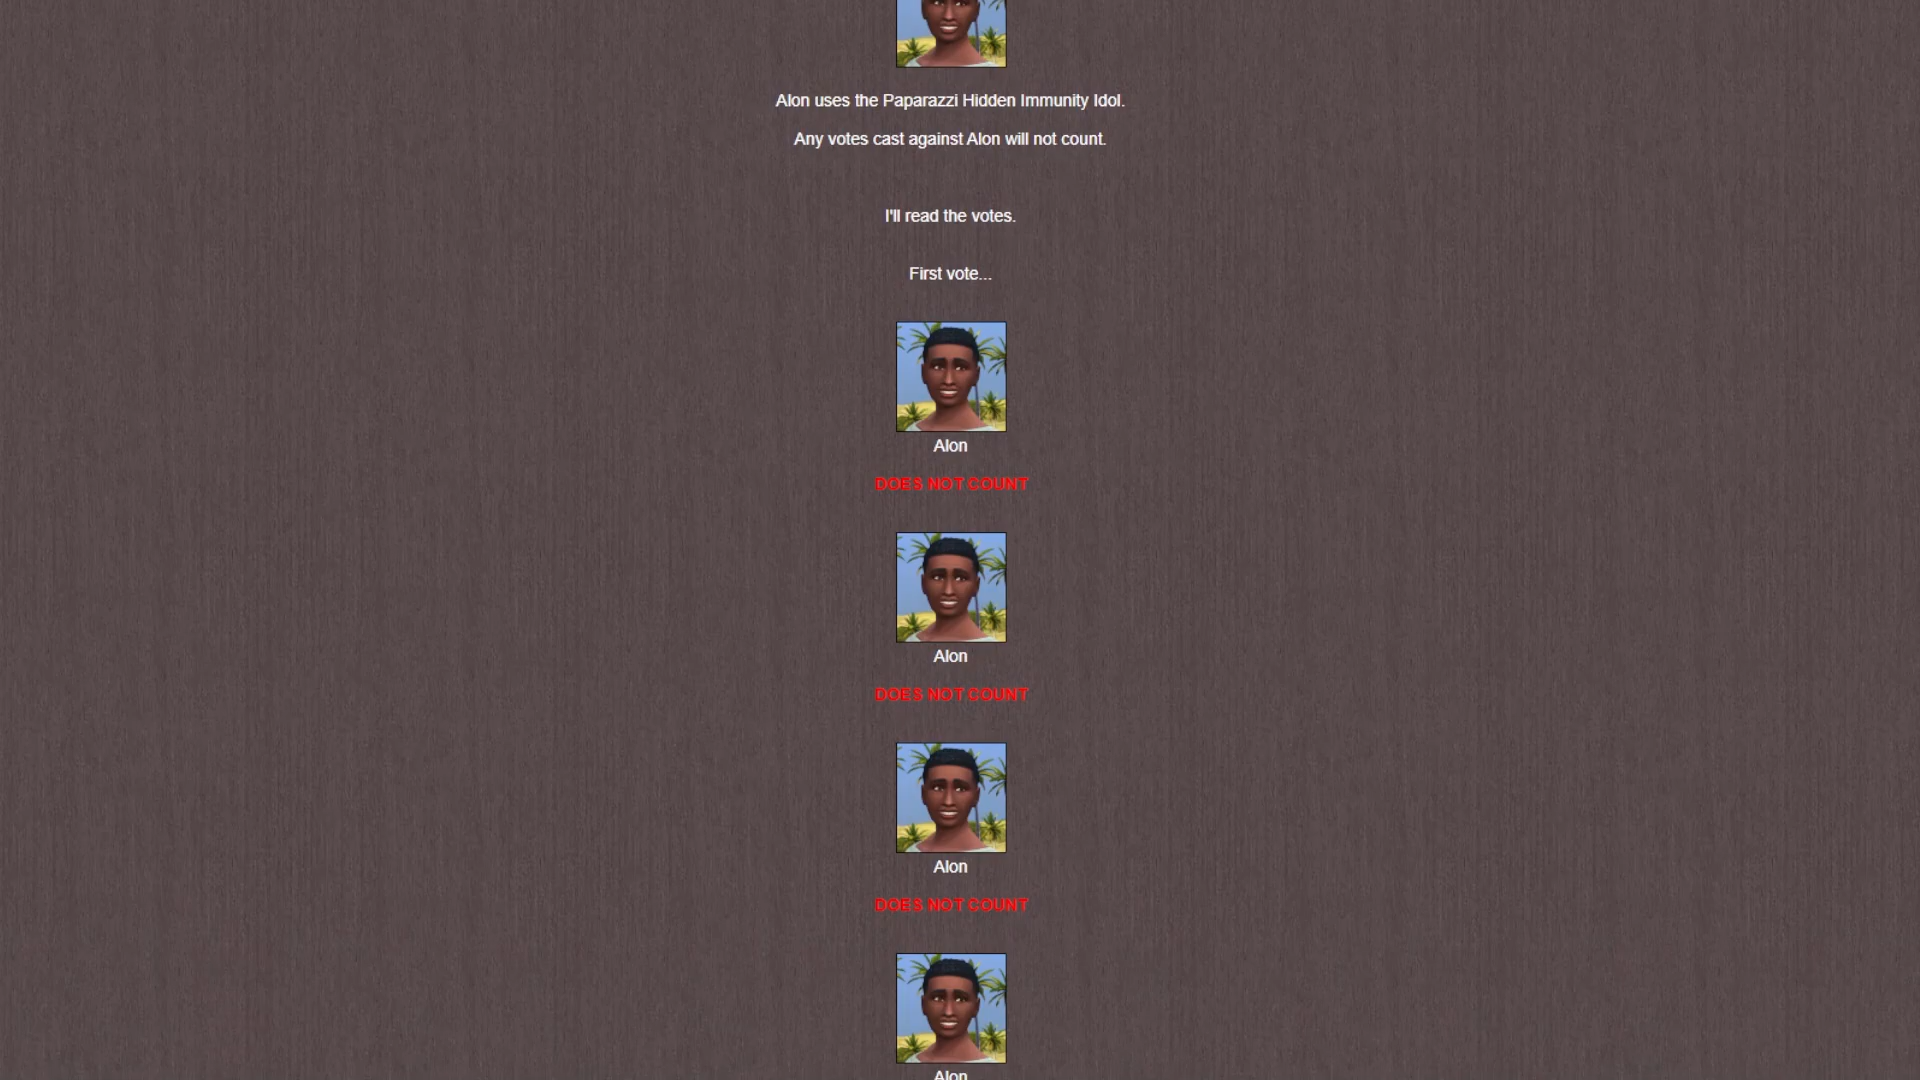 Alon uses the Paparazzi Hidden Immunity Idol.
Any votes cast against Alon will not count.
I'll read the votes.
First vote...
Alon
DOES NOT COUNT
Alon
DOES NOT COUNT
Alon
DOES NOT COUNT
Alon